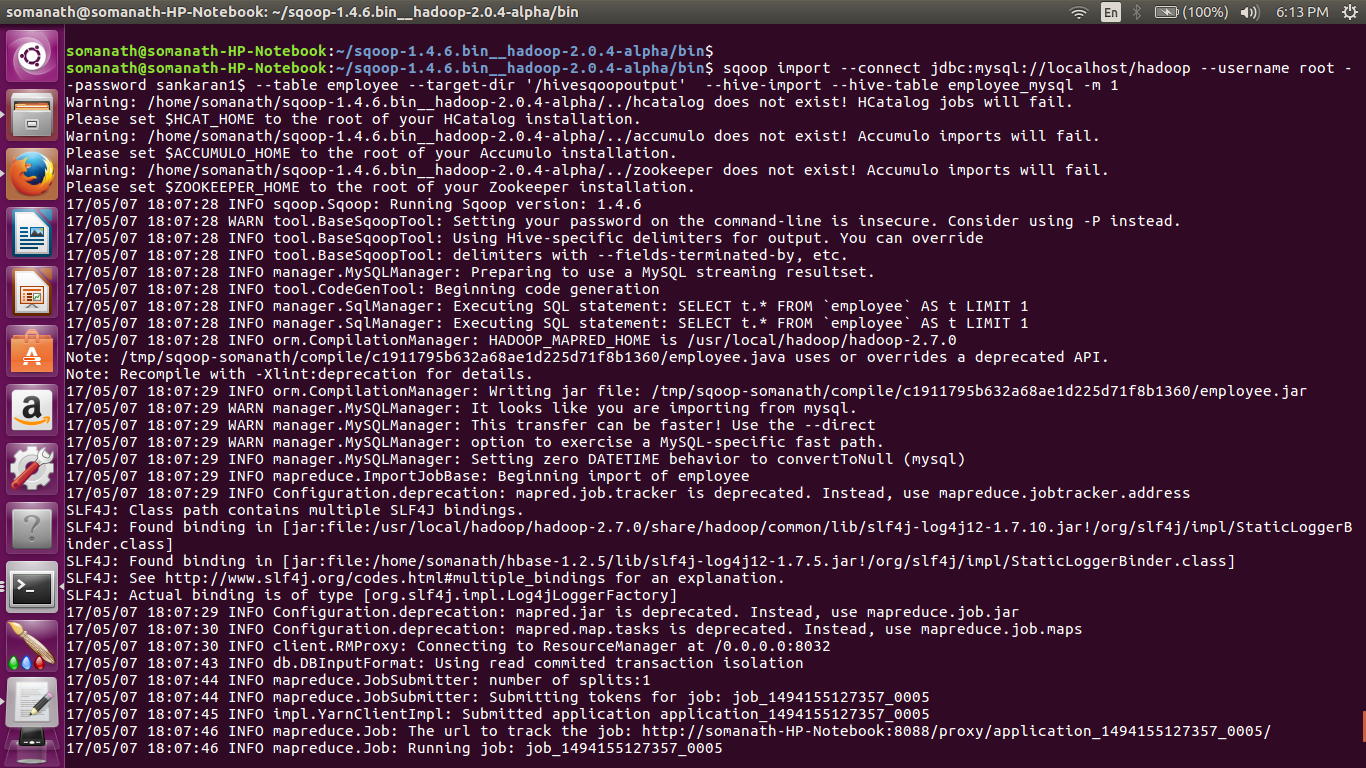 somanath@somanath-HP-Notebook: ~/sqoop-1.4.6.bin__hadoop-2.0.4-alpha/bin
En
(100%)
6:13 PM
somanath@somanath-HP-Notebook:~/sqoop-1.4.6.bin__hadoop-2.0.4-alpha/bin$
somanath@somanath-HP-Notebook:~/sqoop-1.4.6.bin__hadoop-2.0.4-alpha/bin$ sqoop import --connect jdbc:mysql://localhost/hadoop --username root -
-password sankaran1$ --table employee --target-dir '/hivesqoopoutput'  --hive-import --hive-table employee_mysql -m 1
Warning: /home/somanath/sqoop-1.4.6.bin__hadoop-2.0.4-alpha/../hcatalog does not exist! HCatalog jobs will fail.
Please set $HCAT_HOME to the root of your HCatalog installation.
Warning: /home/somanath/sqoop-1.4.6.bin__hadoop-2.0.4-alpha/../accumulo does not exist! Accumulo imports will fail.
Please set $ACCUMULO_HOME to the root of your Accumulo installation.
Warning: /home/somanath/sqoop-1.4.6.bin__hadoop-2.0.4-alpha/../zookeeper does not exist! Accumulo imports will fail.
Please set $ZOOKEEPER_HOME to the root of your Zookeeper installation.
17/05/07 18:07:28 INFO sqoop.Sqoop: Running Sqoop version: 1.4.6
17/05/07 18:07:28 WARN tool.BaseSqoopTool: Setting your password on the command-line is insecure. Consider using -P instead.
17/05/07 18:07:28 INFO tool.BaseSqoopTool: Using Hive-specific delimiters for output. You can override
17/05/07 18:07:28 INFO tool.BaseSqoopTool: delimiters with --fields-terminated-by, etc.
17/05/07 18:07:28 INFO manager.MySQLManager: Preparing to use a MySQL streaming resultset.
17/05/07 18:07:28 INFO tool.CodeGenTool: Beginning code generation
17/05/07 18:07:28 INFO manager.SqlManager: Executing SQL statement: SELECT t.* FROM `employee` AS t LIMIT 1
17/05/07 18:07:28 INFO manager.SqlManager: Executing SQL statement: SELECT t.* FROM `employee` AS t LIMIT 1
17/05/07 18:07:28 INFO orm.CompilationManager: HADOOP_MAPRED_HOME is /usr/local/hadoop/hadoop-2.7.0
Note: /tmp/sqoop-somanath/compile/c1911795b632a68ae1d225d71f8b1360/employee.java uses or overrides a deprecated API.
Note: Recompile with -Xlint:deprecation for details.
17/05/07 18:07:29 INFO orm.CompilationManager: Writing jar file: /tmp/sqoop-somanath/compile/c1911795b632a68ae1d225d71f8b1360/employee.jar
17/05/07 18:07:29 WARN manager.MySQLManager: It looks like you are importing from mysql.
17/05/07 18:07:29 WARN manager.MySQLManager: This transfer can be faster! Use the --direct
17/05/07 18:07:29 WARN manager.MySQLManager: option to exercise a MySQL-specific fast path.
17/05/07 18:07:29 INFO manager.MySQLManager: Setting zero DATETIME behavior to convertToNull (mysql)
17/05/07 18:07:29 INFO mapreduce.ImportJobBase: Beginning import of employee
17/05/07 18:07:29 INFO Configuration.deprecation: mapred.job.tracker is deprecated. Instead, use mapreduce.jobtracker.address
SLF4J: Class path contains multiple SLF4J bindings.
SLF4J: Found binding in [jar:file:/usr/local/hadoop/hadoop-2.7.0/share/hadoop/common/lib/slf4j-log4j12-1.7.10.jar!/org/slf4j/impl/StaticLoggerB
inder.class]
SLF4J: Found binding in [jar:file:/home/somanath/hbase-1.2.5/lib/slf4j-log4j12-1.7.5.jar!/org/slf4j/impl/StaticLoggerBinder.class]
SLF4J: See http://www.slf4j.org/codes.html#multiple_bindings for an explanation.
SLF4J: Actual binding is of type [org.slf4j.impl.Log4jLoggerFactory]
17/05/07 18:07:29 INFO Configuration.deprecation: mapred.jar is deprecated. Instead, use mapreduce.job.jar
17/05/07 18:07:30 INFO Configuration.deprecation: mapred.map.tasks is deprecated. Instead, use mapreduce.job.maps
17/05/07 18:07:30 INFO client.RMProxy: Connecting to ResourceManager at /0.0.0.0:8032
17/05/07 18:07:43 INFO db.DBInputFormat: Using read commited transaction isolation
17/05/07 18:07:44 INFO mapreduce.JobSubmitter: number of splits:1
17/05/07 18:07:44 INFO mapreduce.JobSubmitter: Submitting tokens for job: job_1494155127357_0005
17/05/07 18:07:45 INFO impl.YarnClientImpl: Submitted application application_1494155127357_0005
17/05/07 18:07:46 INFO mapreduce.Job: The url to track the job: http://somanath-HP-Notebook:8088/proxy/application_1494155127357_0005/
17/05/07 18:07:46 INFO mapreduce.Job: Running job: job_1494155127357_0005